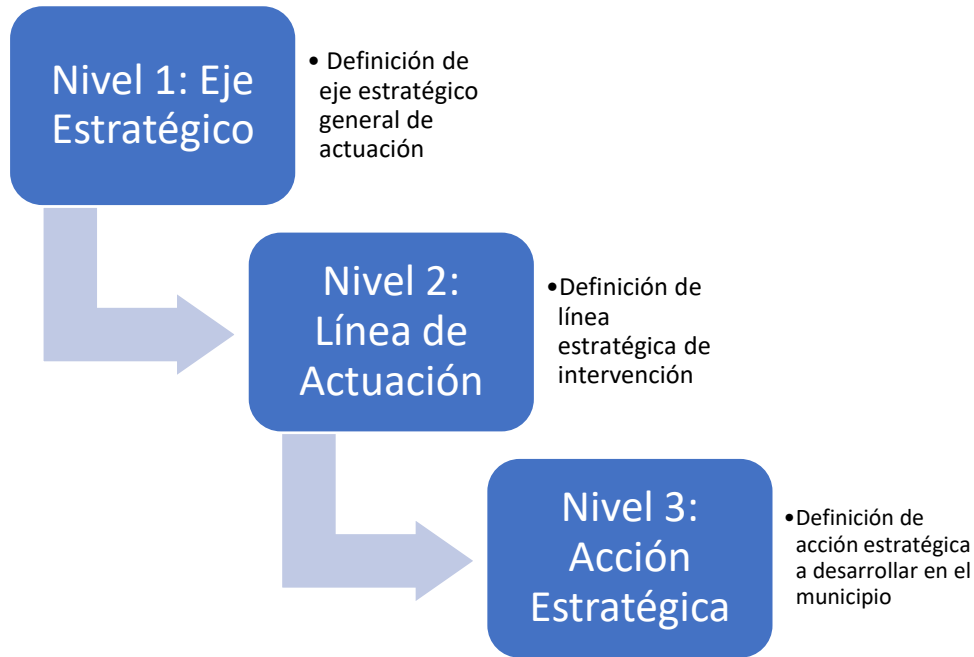 Nivel 1: Eje
Estratégico
• Definición de
eje estratégico
general de
actuación
Nivel 2:
Línea de
Actuación
•Definición de
línea
estratégica de
intervención
Nivel 3:
Acción
Estratégica
•Definición de
acción estratégica
a desarrollar en el
municipio